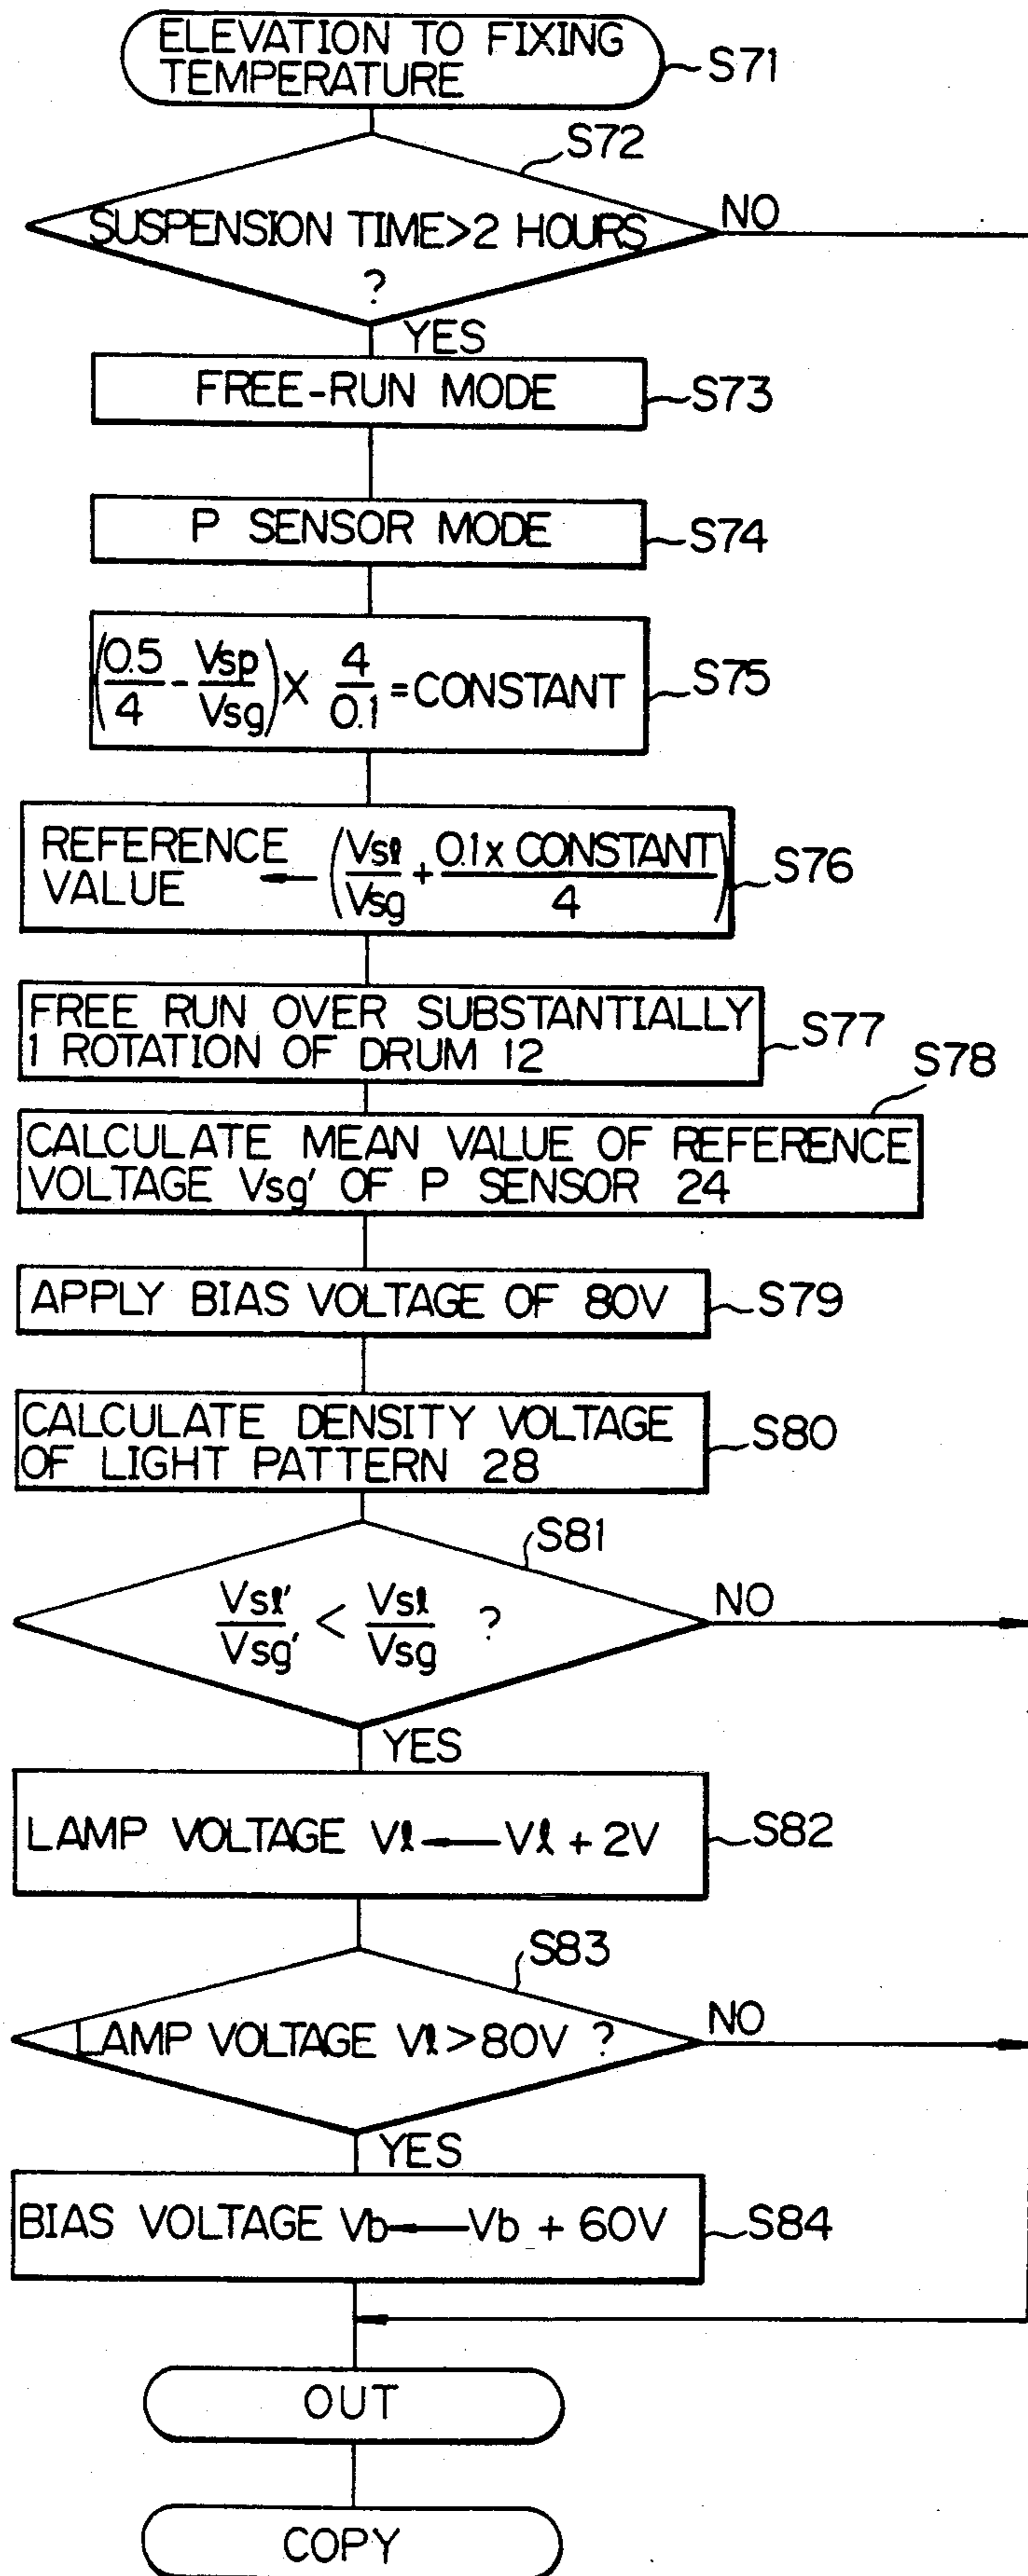 ELEVATION TO FIXING
TEMPERATURE
S71
S72
SUSPENSION TIME>2 HOURS
?
NO
YES
FREE-RUN MODE
S73
P SENSOR MODE
S74
(0.5/4 - Vsp/Vsg) X 4/0.1 = CONSTANT
S75
REFERENCE
VALUE ← (Vsℓ/Vsg + 0.1 x CONSTANT/4)
S76
FREE RUN OVER SUBSTANTIALLY
1 ROTATION OF DRUM 12
S77
S78
CALCULATE MEAN VALUE OF REFERENCE
VOLTAGE Vsg' OF P SENSOR 24
APPLY BIAS VOLTAGE OF 80V
S79
CALCULATE DENSITY VOLTAGE
OF LIGHT PATTERN 28
S80
S81
Vsℓ'/Vsg' < Vsℓ/Vsg ?
NO
YES
LAMP VOLTAGE Vℓ ← Vℓ + 2V
S82
S83
LAMP VOLTAGE Vℓ > 80V ?
NO
YES
BIAS VOLTAGE Vb ← Vb + 60V
S84
OUT
COPY